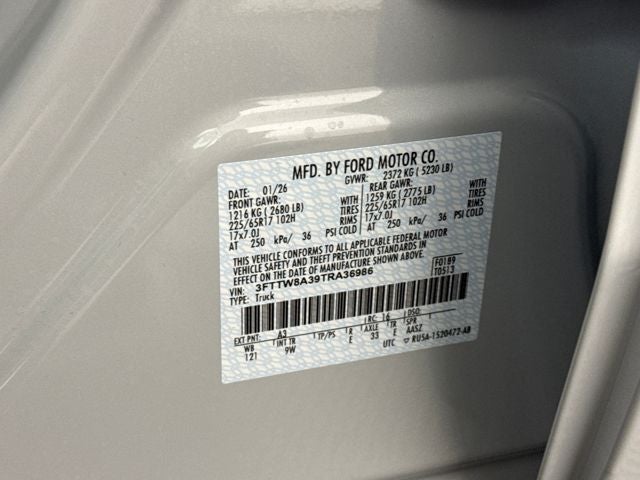 MFD. BY FORD MOTOR CO.
DATE: 01/26 GVWR: 2372 KG ( 5230 LB)
FRONT GAWR: WITH REAR GAWR: WITH
1216 KG ( 2680 LB) TIRES 1259 KG ( 2775 LB) TIRES
225/65R17 102H RIMS 225/65R17 102H RIMS
17x7.0J 17x7.0J
AT 250 kPa/ 36 PSI COLD AT 250 kPa/ 36 PSI COLD
THIS VEHICLE CONFORMS TO ALL APPLICABLE FEDERAL MOTOR
VEHICLE SAFETY AND THEFT PREVENTION STANDARDS IN
EFFECT ON THE DATE OF MANUFACTURE SHOWN ABOVE.
VIN: 3FTTW8A39TRA36986 F0189
TYPE: Truck T0513
EXT PNT: A3 RC: 16 DSO:
WB INT TR TP/PS R AXLE TR SPR
121 9W E 33 E AASZ
UTC ▽ RU5A-1520472-AB